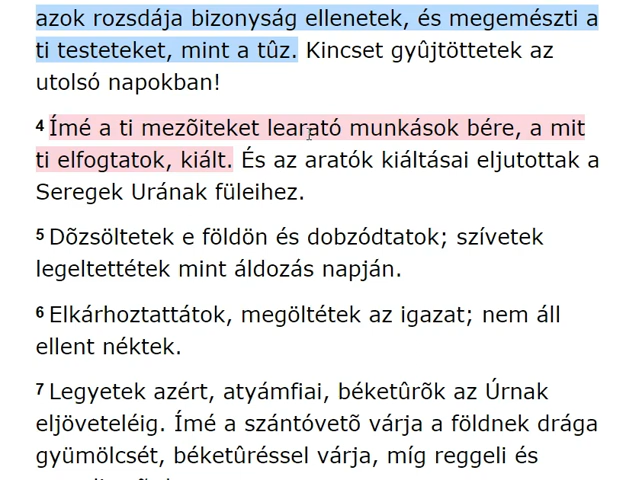 azok rozsdája bizonyság ellenetek, és megemészti a
ti testeteket, mint a tûz. Kincset gyûjtöttetek az
utolsó napokban!
4 Ímé a ti mezõiteket learató munkások bére, a mit
ti elfogtatok, kiált. És az aratók kiáltásai eljutottak a
Seregek Urának füleihez.
5 Dõzsöltetek e földön és dobzódtatok; szívetek
legeltettétek mint áldozás napján.
6 Elkárhoztattátok, megöltétek az igazat; nem áll
ellent néktek.
7 Legyetek azért, atyámfiai, béketûrõk az Úrnak
eljöveteléig. Ímé a szántóvetõ várja a földnek drága
gyümölcsét, béketûréssel várja, míg reggeli és